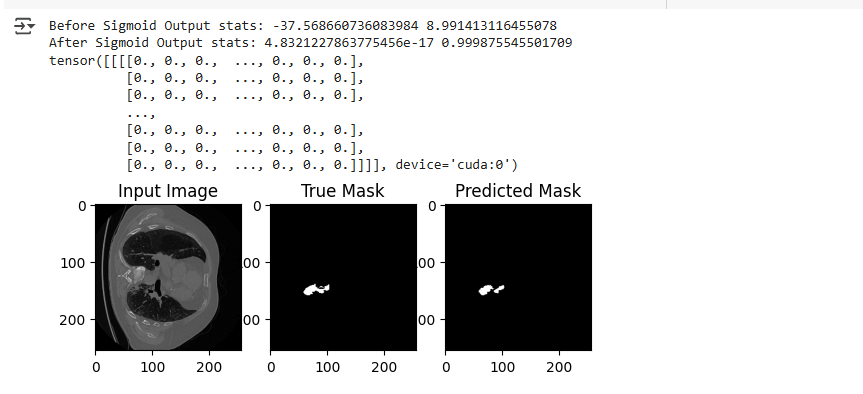 Before Sigmoid Output stats: -37.568660736083984 8.991413116455078
After Sigmoid Output stats: 4.8321227863775456e-17 0.999875545501709
tensor([[[[0., 0., 0.,  ..., 0., 0., 0.],
[0., 0., 0.,  ..., 0., 0., 0.],
[0., 0., 0.,  ..., 0., 0., 0.],
...,
[0., 0., 0.,  ..., 0., 0., 0.],
[0., 0., 0.,  ..., 0., 0., 0.],
[0., 0., 0.,  ..., 0., 0., 0.]]]], device='cuda:0')
Input Image True Mask Predicted Mask
0 0 0
100 00 00
200 00 00
0 100 200 0 100 200 0 100 200